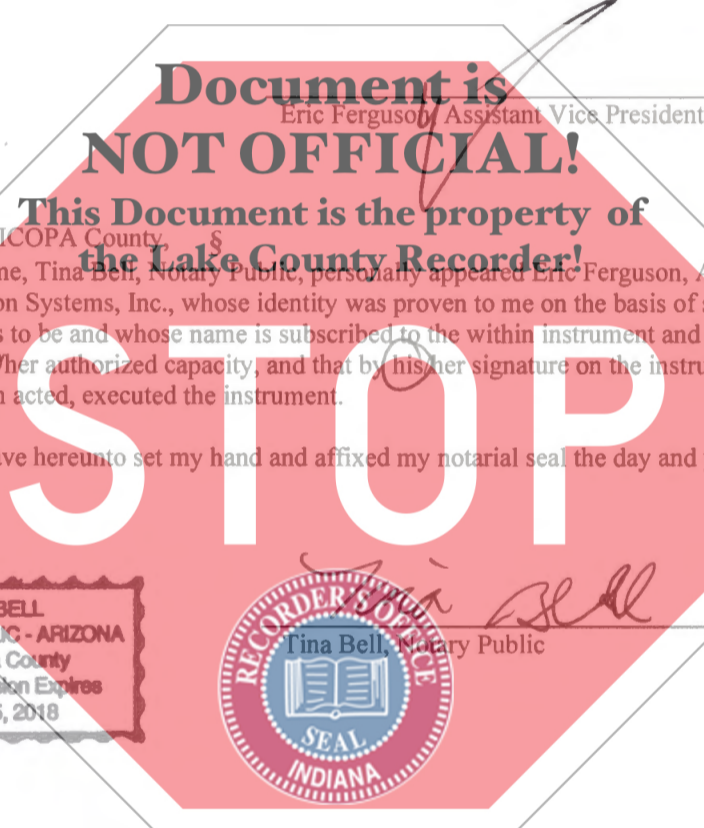 Document is
Eric Ferguson, Assistant Vice President
NOT OFFICIAL!
This Document is the property of
ICOPA County § 
the Lake County Recorder!
me, Tina Bell, Notary Public, personally appeared Eric Ferguson, A
on Systems, Inc., whose identity was proven to me on the basis of s
s to be and whose name is subscribed to the within instrument and
/her authorized capacity, and that by his/her signature on the instru
n acted, executed the instrument.
STOP
ve hereunto set my hand and affixed my notarial seal the day and
BELL
IC - ARIZONA
County
ion Expires
5, 2018
Tina Bell
Tina Bell, Notary Public
RECORDER'S OFFICE
SEAL
INDIANA